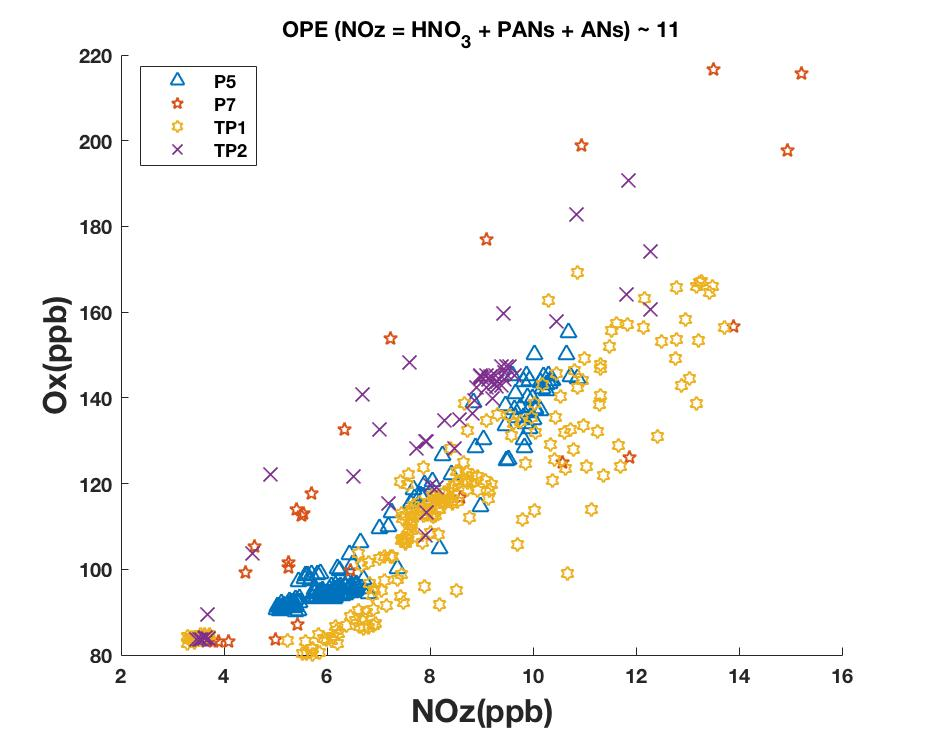 OPE (NOz = HNO3 + PANs + ANs) ~ 11
220
200
180
160
140
120
100
80
Ox(ppb)
P5
P7
TP1
TP2
2 4 6 8 10 12 14 16
NOz(ppb)